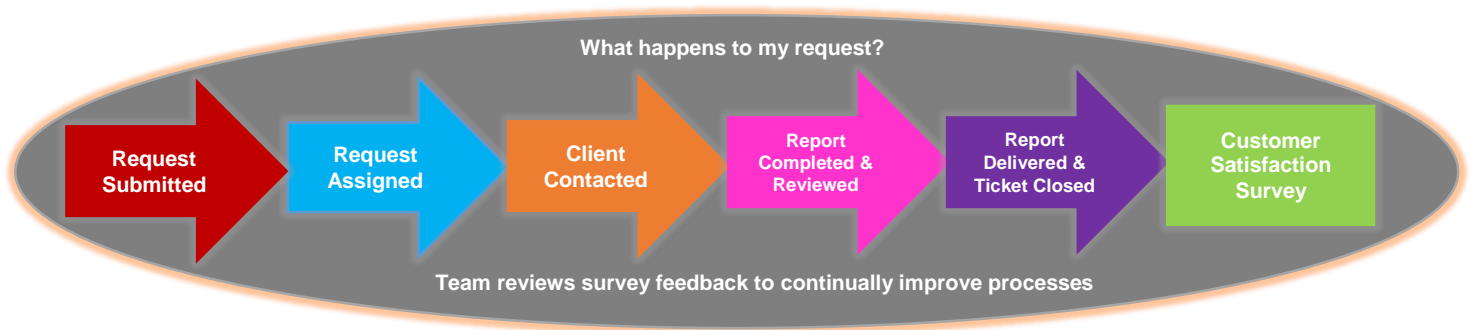 What happens to my request?
Request
Submitted
Request
Assigned
Client
Contacted
Report
Completed &
Reviewed
Report
Delivered &
Ticket Closed
Customer
Satisfaction
Survey
Team reviews survey feedback to continually improve processes